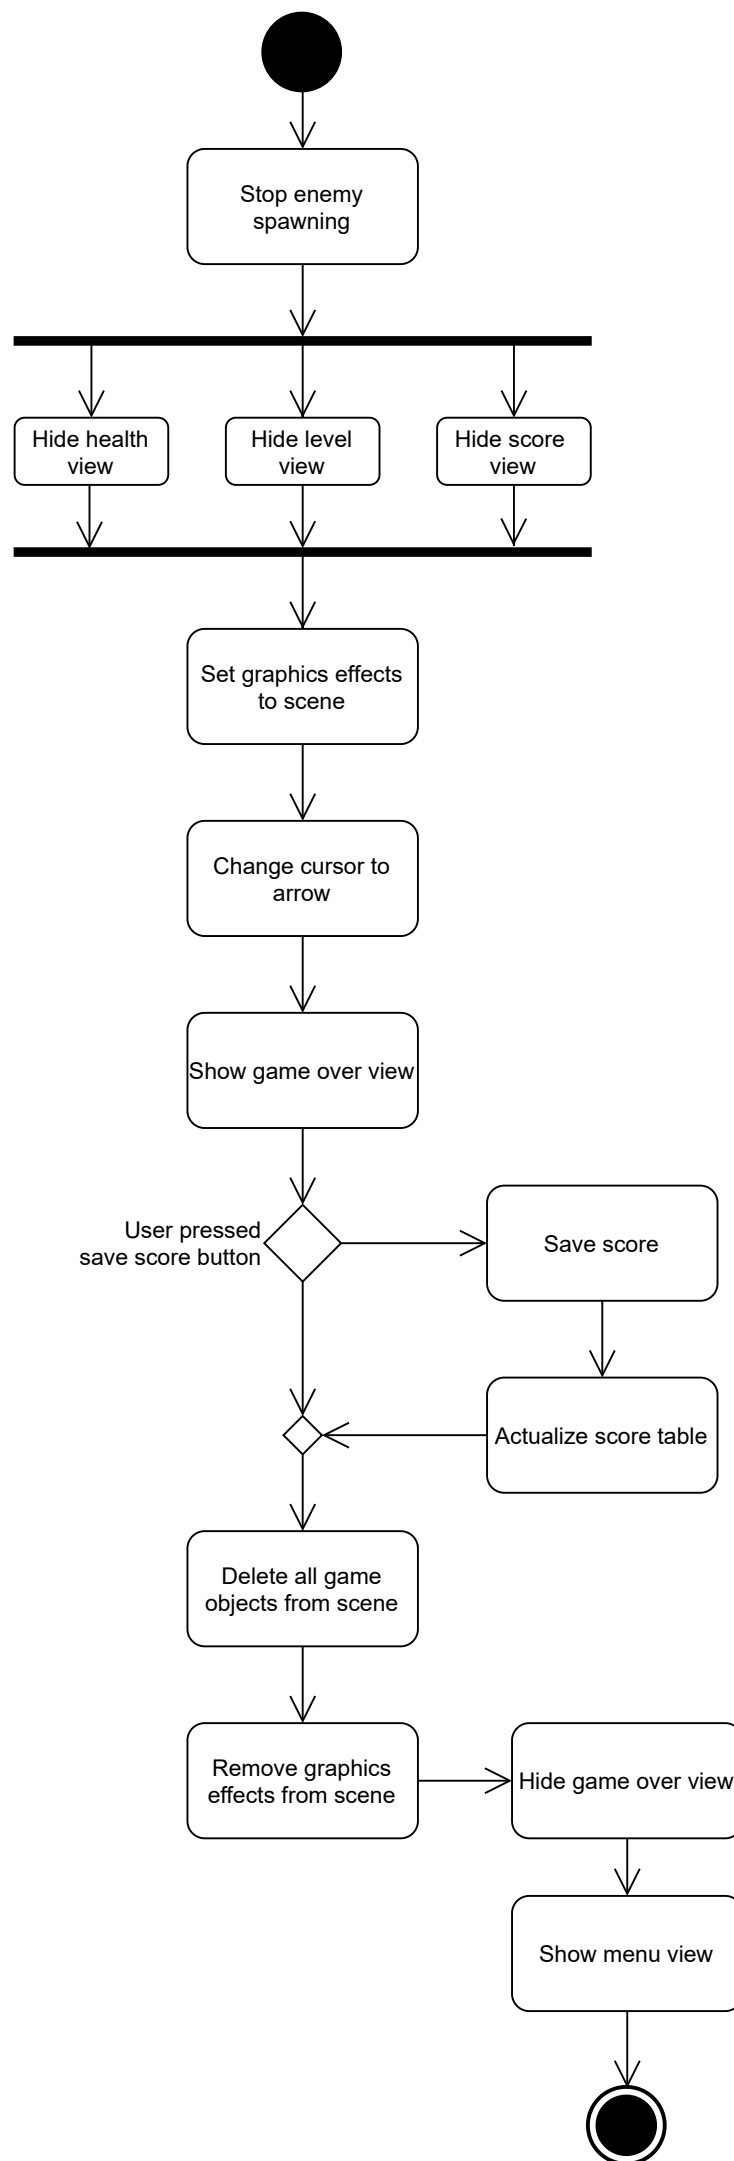 Stop enemy
spawning
Hide health
view
Hide level
view
Hide score
view
Set graphics effects
to scene
Change cursor to
arrow
Show game over view
User pressed
save score button
Save score
Actualize score table
Delete all game
objects from scene
Remove graphics
effects from scene
Hide game over view
Show menu view